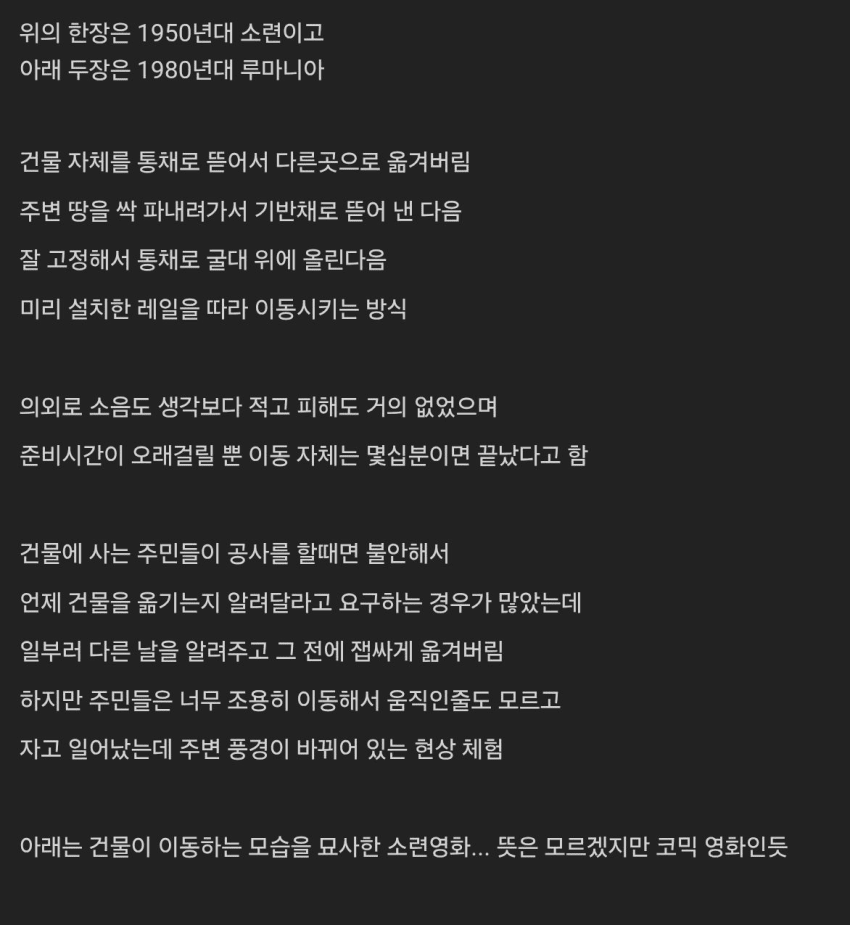 위의 한장은 1950년대 소련이고
아래 두장은 1980년대 루마니아
건물 자체를 통채로 뜯어서 다른곳으로 옮겨버림
주변 땅을 싹 파내려가서 기반채로 뜯어 낸 다음
잘 고정해서 통채로 굴대 위에 올린다음
미리 설치한 레일을 따라 이동시키는 방식
의외로 소음도 생각보다 적고 피해도 거의 없었으며
준비시간이 오래걸릴 뿐 이동 자체는 몇십분이면 끝났다고 함
건물에 사는 주민들이 공사를 할때면 불안해서
언제 건물을 옮기는지 알려달라고 요구하는 경우가 많았는데
일부러 다른 날을 알려주고 그 전에 잽싸게 옮겨버림
하지만 주민들은 너무 조용히 이동해서 움직인줄도 모르고
자고 일어났는데 주변 풍경이 바뀌어 있는 현상 체험
아래는 건물이 이동하는 모습을 묘사한 소련영화... 뜻은 모르겠지만 코믹 영화인듯